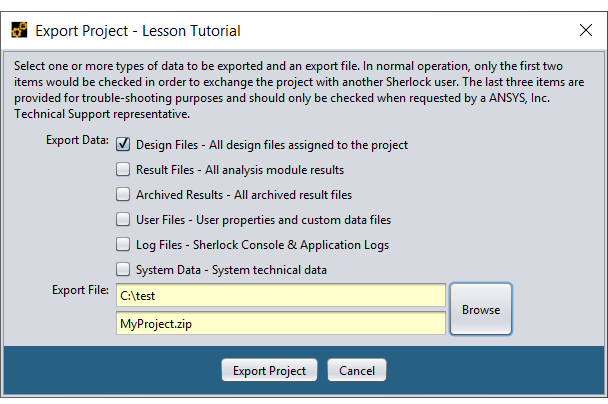 Export Project - Lesson Tutorial
Select one or more types of data to be exported and an export file. In normal operation, only the first two
items would be checked in order to exchange the project with another Sherlock user. The last three items are
provided for trouble-shooting purposes and should only be checked when requested by a ANSYS, Inc.
Technical Support representative.
Export Data: Design Files - All design files assigned to the project
Result Files - All analysis module results
Archived Results - All archived result files
User Files - User properties and custom data files
Log Files - Sherlock Console & Application Logs
System Data - System technical data
Export File: C:\test
Browse
MyProject.zip
Export Project Cancel